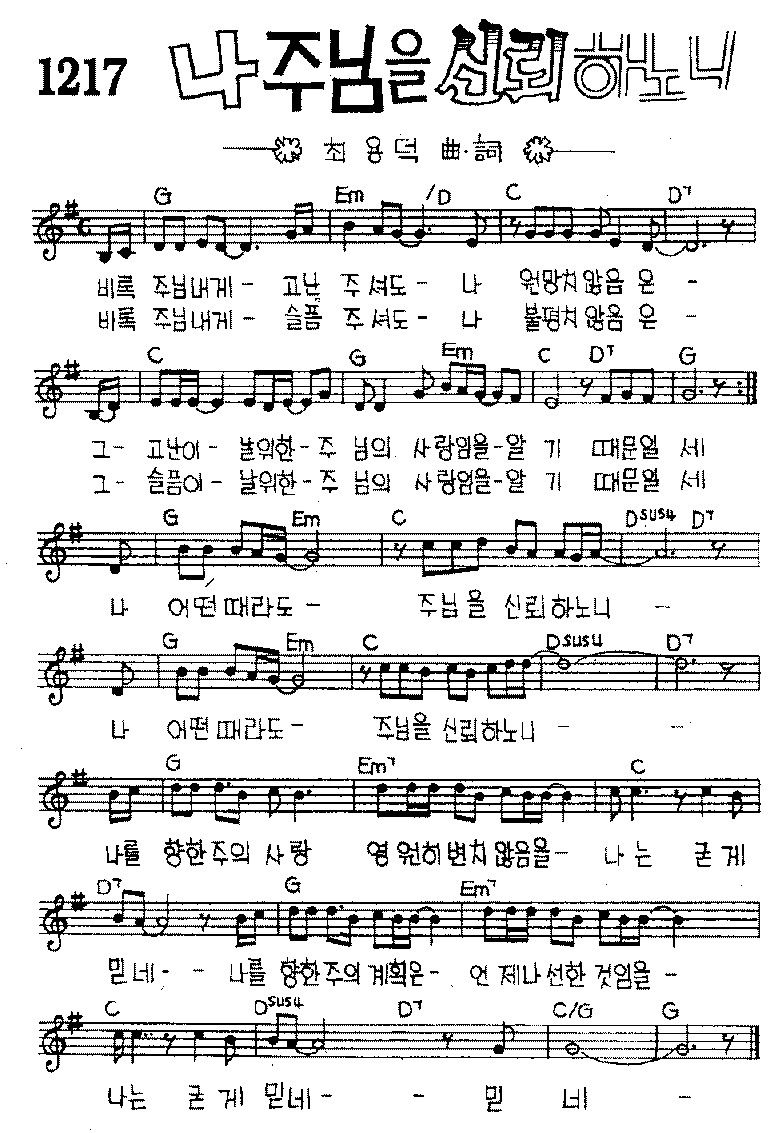 1217 나 주님을 신뢰하노니
최용덕 曲·詞
G Em /D C D7
비록 주님내게- 고난 주셔도- 나 원망치않음은-
비록 주님내게- 슬픔 주셔도- 나 불평치않음은-
C G Em C D7 G
그- 고난이- 날위한-주 님의 사랑임을-알 기 때문일 세
그- 슬픔이- 날위한-주 님의 사랑임을-알 기 때문일 세
G Em C Dsus4 D7
나 어떤때라도- 주님을 신뢰하노니 -
G Em C Dsus4 D7
나 어떤때라도- 주님을 신뢰하노니 - -
G Em7 C
나를 향한주의 사랑 영원히변치않음을- 나는 굳게
D7 G Em7
믿네- - 나를 향한주의계획은- 언제나선한 것임을-
C Dsus4 D7 C/G G
나는 굳게 믿네- - 믿 네 -